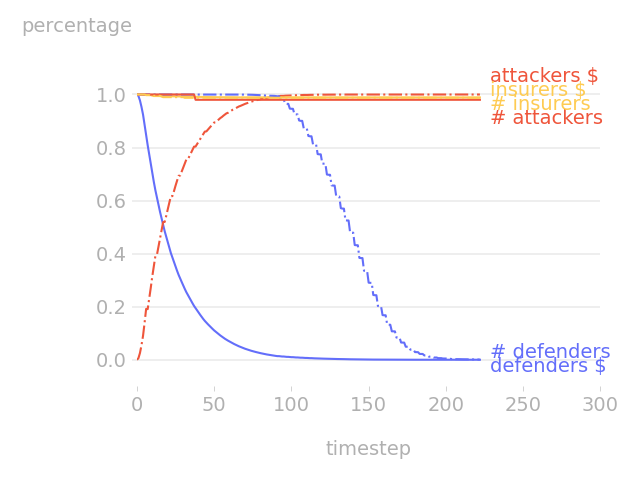 percentage
attackers $
insurers $
# insurers
# attackers
1.0
0.8
0.6
0.4
0.2
0.0
# defenders
defenders $
0 50 100 150 200 250 300
timestep